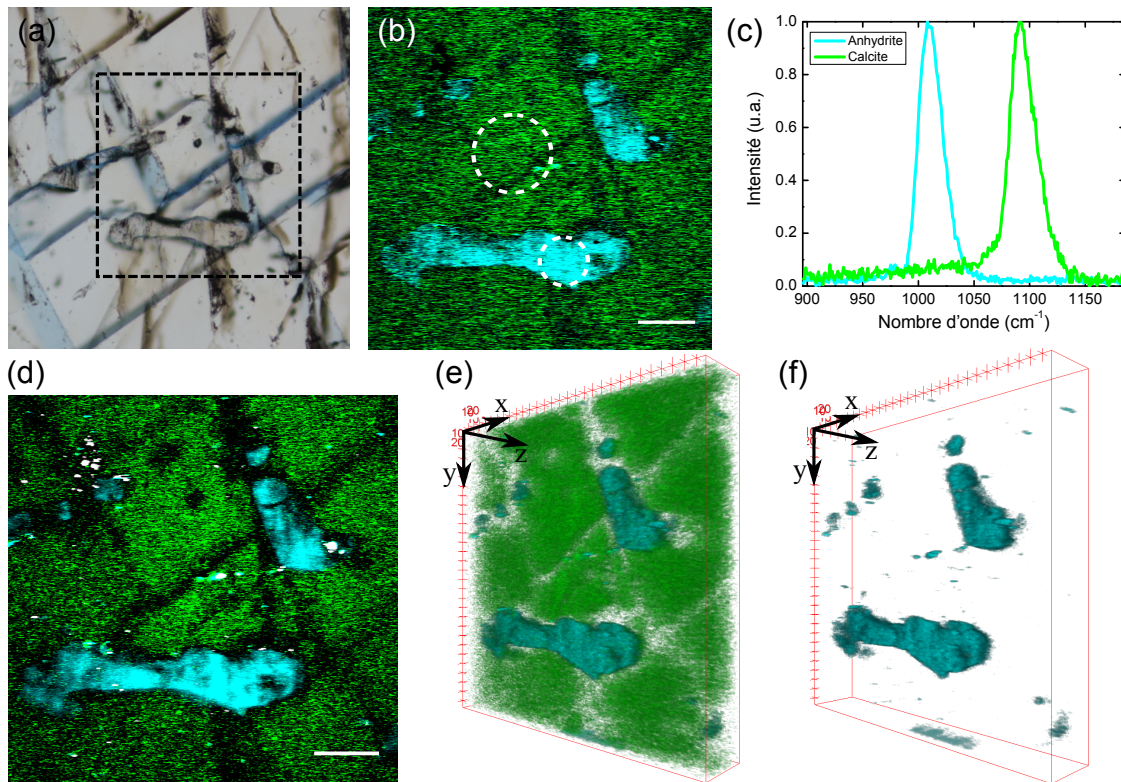 (a)
(b)
(c)
Intensité (u.a.)
1.0
0.8
0.6
0.4
0.2
0.0
Anhydrite
Calcite
900
1000
1050
1100
1150
Nombre d'onde (cm-1)
(d)
(e)
x
z
y
(f)
x
z
y